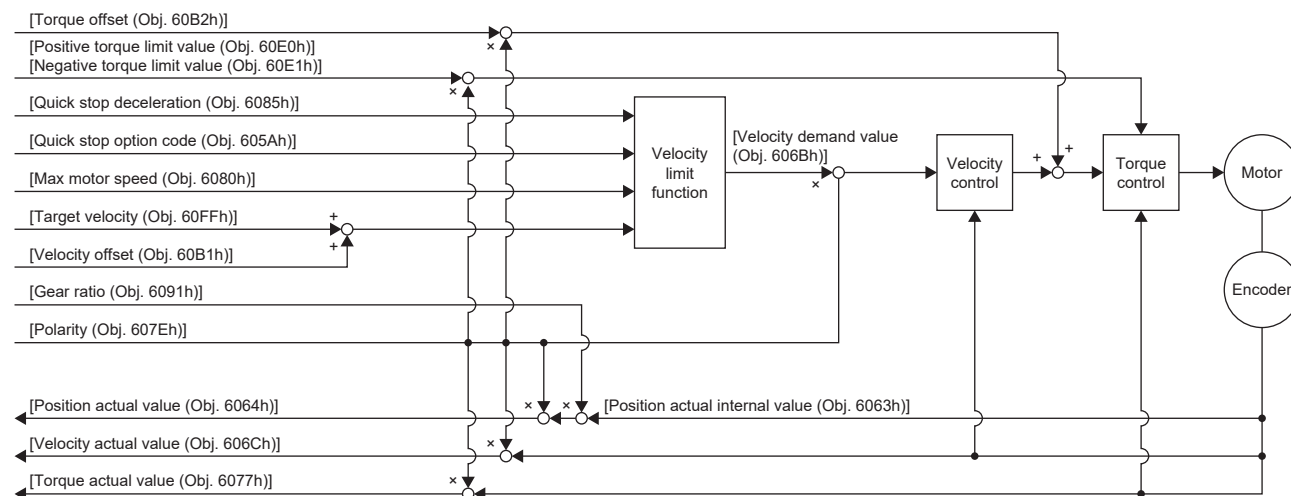 [Torque offset (Obj. 60B2h)]
×
[Positive torque limit value (Obj. 60E0h)]
[Negative torque limit value (Obj. 60E1h)]
×
[Quick stop deceleration (Obj. 6085h)]
[Quick stop option code (Obj. 605Ah)]
[Max motor speed (Obj. 6080h)]
[Target velocity (Obj. 60FFh)]
+
+
[Velocity offset (Obj. 60B1h)]
[Gear ratio (Obj. 6091h)]
[Polarity (Obj. 607Eh)]
Velocity
limit
function
[Velocity demand value
(Obj. 606Bh)]
×
Velocity
control
+
+
Torque
control
Motor
Encoder
[Position actual value (Obj. 6064h)]
×
×
[Position actual internal value (Obj. 6063h)]
[Velocity actual value (Obj. 606Ch)]
×
[Torque actual value (Obj. 6077h)]
×